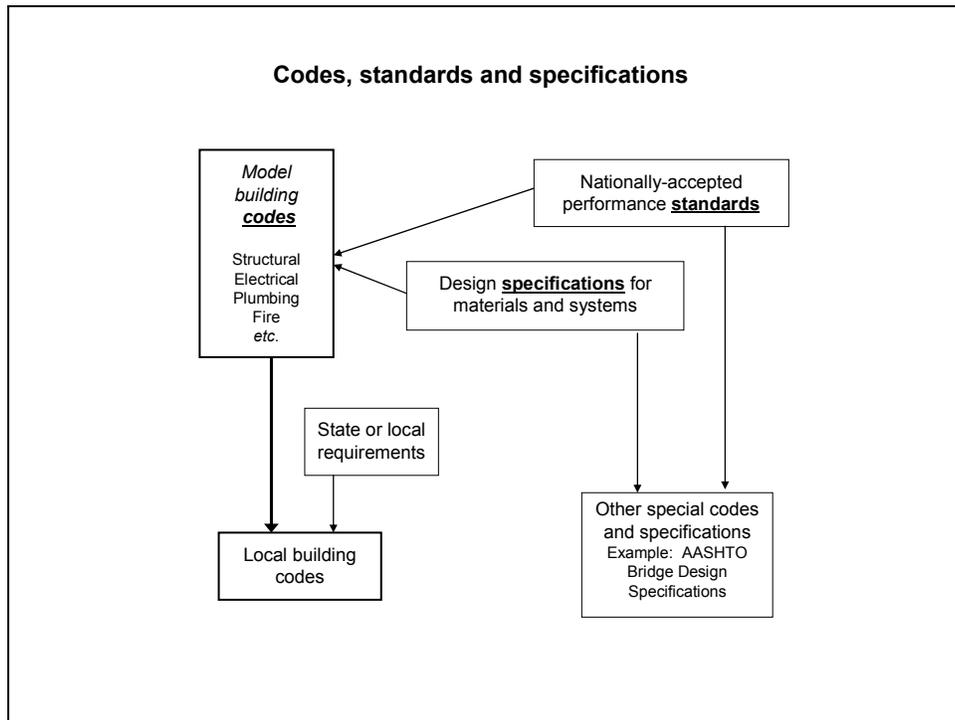 Codes, standards and specifications
Model
building
codes
Structural
Electrical
Plumbing
Fire
etc.
Nationally-accepted
performance standards
Design specifications for
materials and systems
State or local
requirements
Local building
codes
Other special codes
and specifications
Example: AASHTO
Bridge Design
Specifications